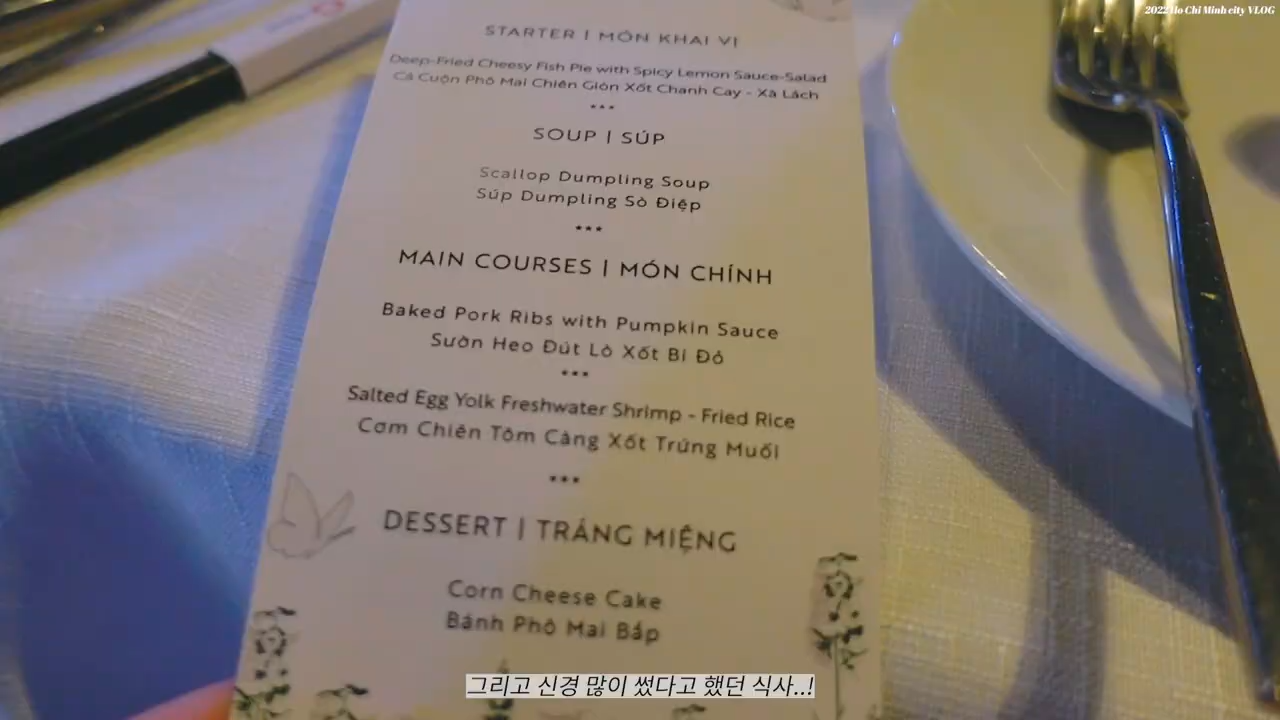 2022 Ho Chi Minh city VLOG
STARTER | MÓN KHAI VỊ
Deep-Fried Cheesy Fish Pie with Spicy Lemon Sauce-Salad
Cá Cuộn Phô Mai Chiên Giòn Xốt Chanh Cay - Xà Lách
***
SOUP | SÚP
Scallop Dumpling Soup
Súp Dumpling Sò Điệp
***
MAIN COURSES | MÓN CHÍNH
Baked Pork Ribs with Pumpkin Sauce
Sườn Heo Đút Lò Xốt Bí Đỏ
***
Salted Egg Yolk Freshwater Shrimp - Fried Rice
Cơm Chiên Tôm Càng Xốt Trứng Muối
***
DESSERT | TRÁNG MIỆNG
Corn Cheese Cake
Bánh Phô Mai Bắp
그리고 신경 많이 썼다고 했던 식사..!